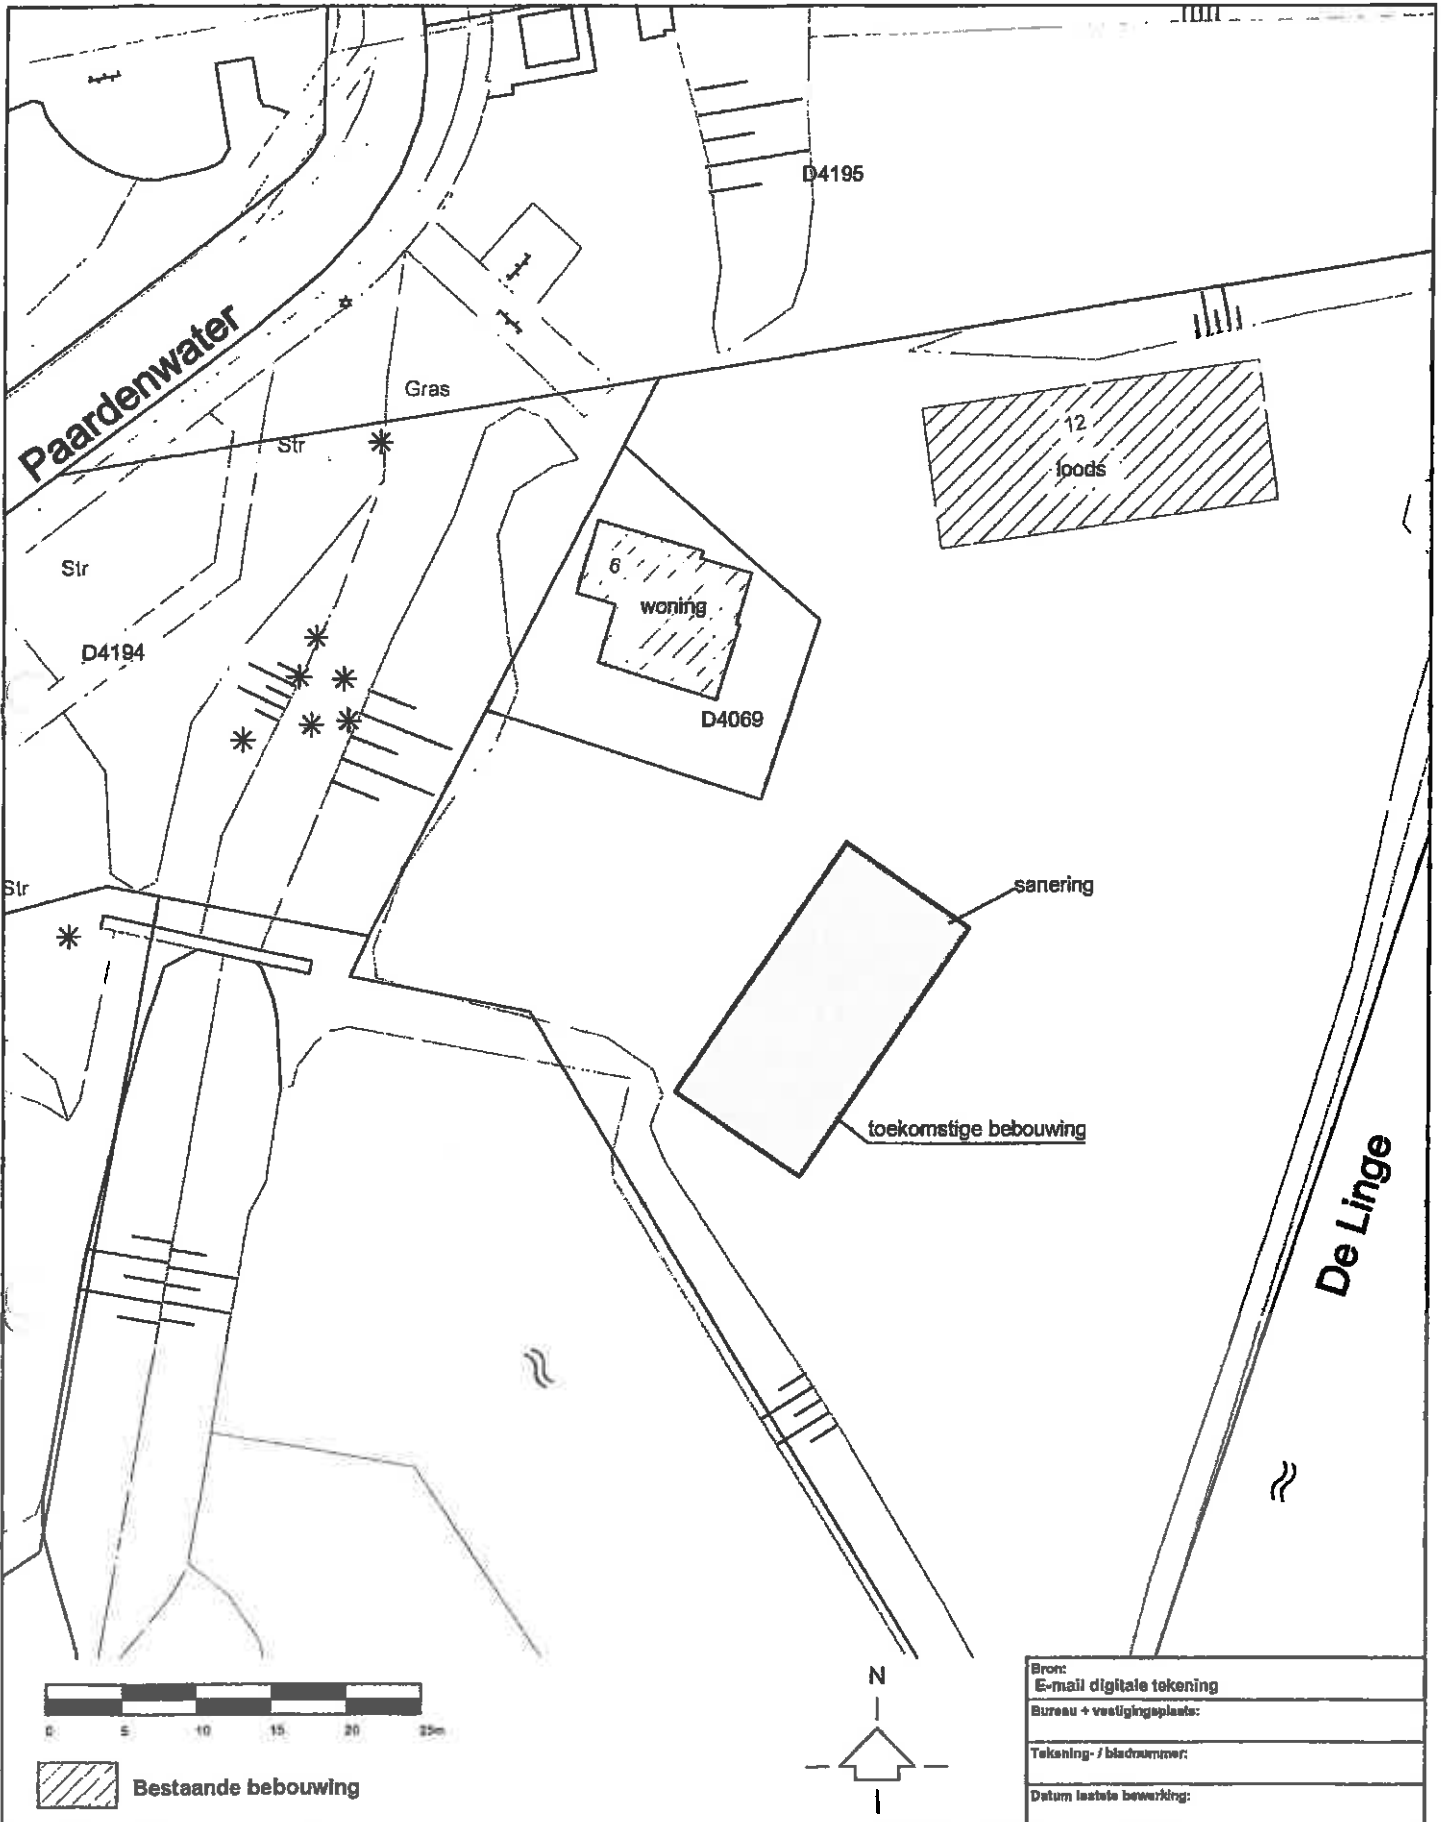 D4195
Paardenwater
Gras
Str
12
loods
Str
6
woning
D4194
D4069
Str
sanering
toekomstige bebouwing
De Linge
N
0 5 10 15 20 25m
Bestaande bebouwing
Bron:
E-mail digitale tekening
Bureau + vestigingsplaats:
Tekening- / bladnummer:
Datum laatste bewerking: